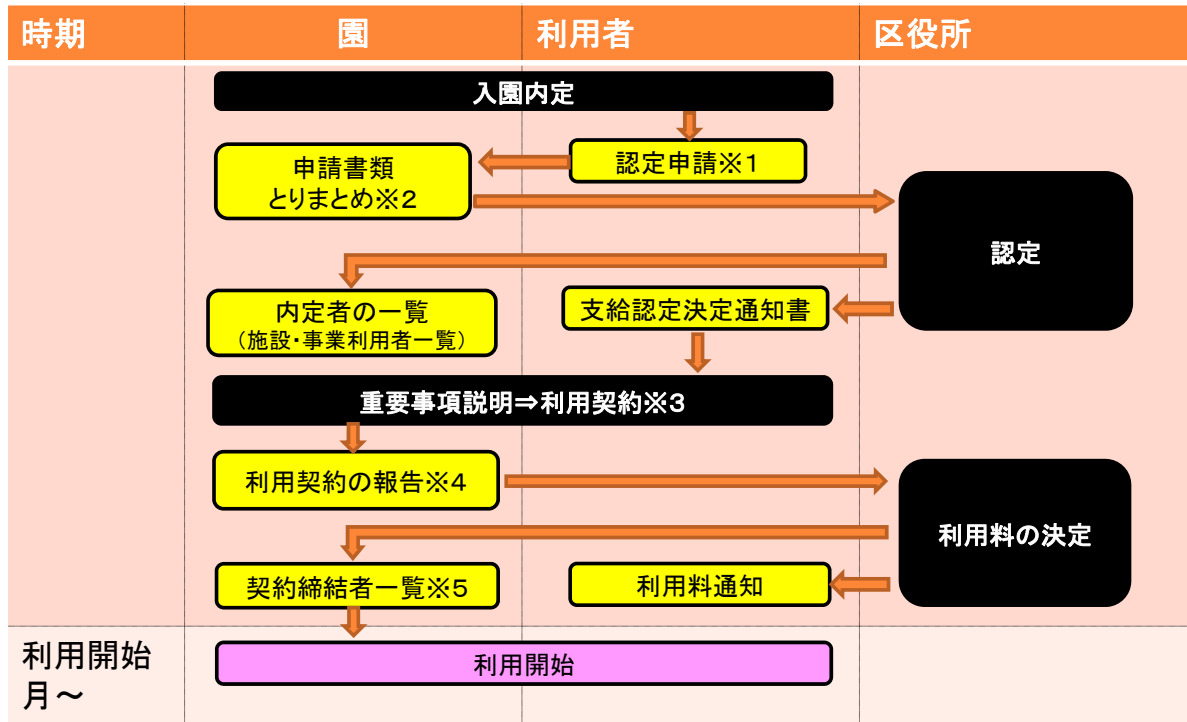 時期
園
利用者
区役所
入園内定
認定申請※1
申請書類
とりまとめ※2
認定
内定者の一覧
（施設・事業利用者一覧）
支給認定決定通知書
重要事項説明⇒利用契約※3
利用契約の報告※4
利用料の決定
契約締結者一覧※5
利用料通知
利用開始
月～
利用開始